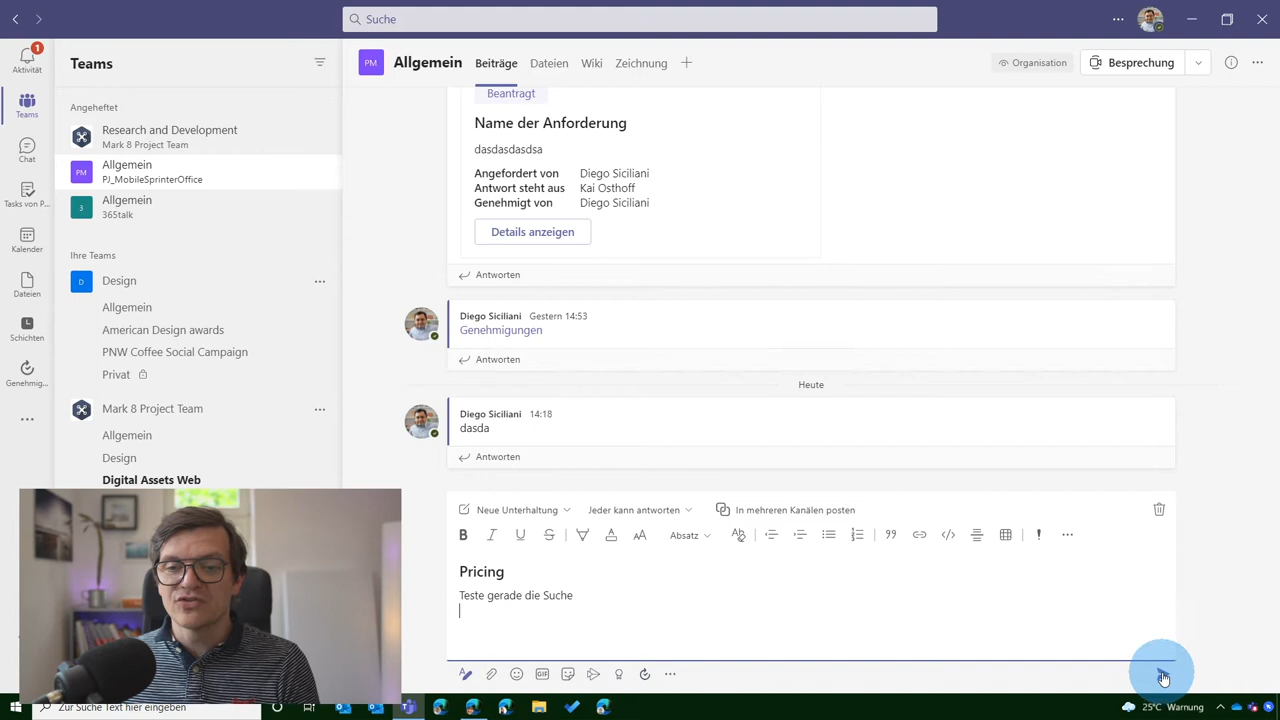 Suche
Aktivität
1
Teams
Chat
Tasks von P...
Kalender
Dateien
Schichten
Genehmig...
Teams
Angeheftet
Research and Development
Mark 8 Project Team
PM
Allgemein
PJ_MobileSprinterOffice
3
Allgemein
365talk
Ihre Teams
D
Design
Allgemein
American Design awards
PNW Coffee Social Campaign
Privat
Mark 8 Project Team
Allgemein
Design
Digital Assets Web
PM
Allgemein
Beiträge
Dateien
Wiki
Zeichnung
Organisation
Besprechung
Beantragt
Name der Anforderung
dasdasdasdsa
Angefordert von Diego Siciliani
Antwort steht aus Kai Osthoff
Genehmigt von Diego Siciliani
Details anzeigen
Antworten
Diego Siciliani Gestern 14:53
Genehmigungen
Antworten
Heute
Diego Siciliani 14:18
dasda
Antworten
Neue Unterhaltung Jeder kann antworten In mehreren Kanälen posten
Absatz
Pricing
Teste gerade die Suche
GIF
Zur Suche Text hier eingeben
25°C Warnung